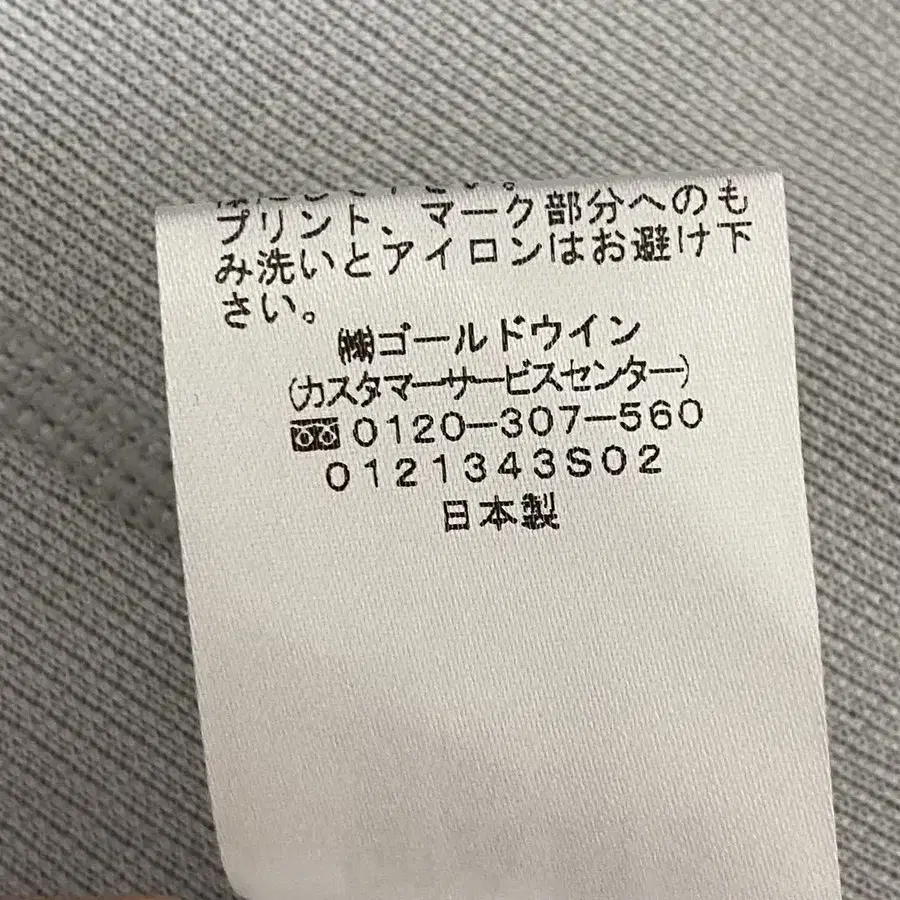 プリント、マーク部分へのも
み洗いとアイロンはお避け下
さい。
㈱ゴールドウイン
(カスタマーサービスセンター)
0120-307-560
0121343S02
日本製